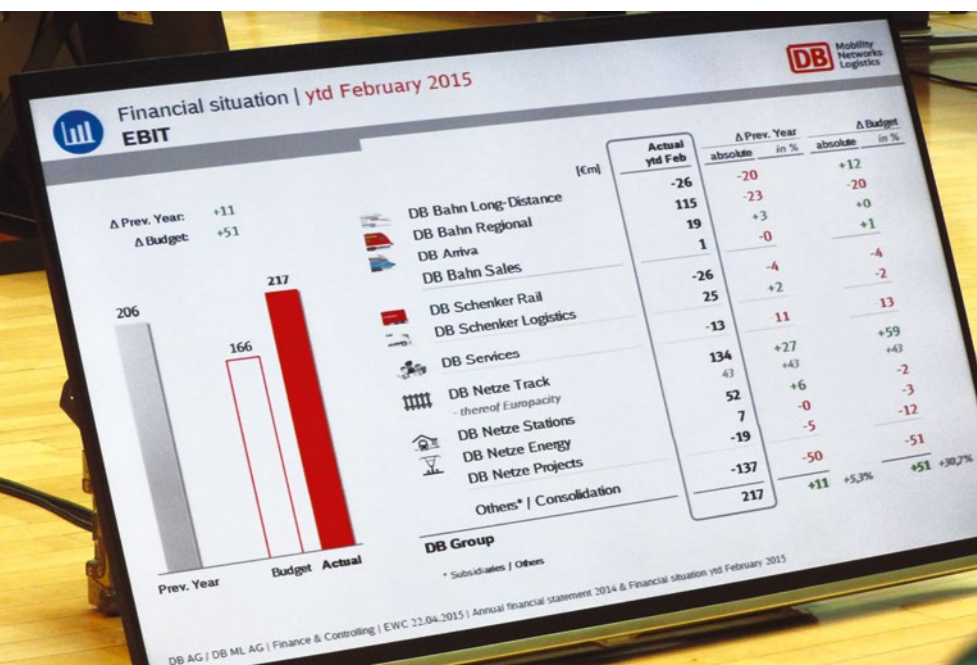 Financial situation | ytd February 2015
EBIT
DB Mobility
Networks
Logistics
Δ Prev. Year: +11
Δ Budget: +51
206
166
217
Prev. Year Budget Actual
[€m] Actual ytd Feb Δ Prev. Year absolute in % Δ Budget absolute in %
DB Bahn Long-Distance -26 -20 +12
DB Bahn Regional 115 -23 -20
DB Arriva 19 +3 +0
DB Bahn Sales 1 -0 +1
DB Schenker Rail -26 -4 -4
DB Schenker Logistics 25 +2 -2
DB Services -13 11 13
DB Netze Track 134 +27 +59
- thereof Europacity 43 +43 +43
DB Netze Stations 52 +6 -2
DB Netze Energy 7 -0 -3
DB Netze Projects -19 -5 -12
Others* / Consolidation -137 -50 -51
DB Group 217 +11 +5,3% +51 +30,7%
* Subsidiaries / Others
DB AG / DB ML AG | Finance & Controlling | EWC 22.04.2015 | Annual financial statement 2014 & Financial situation ytd February 2015